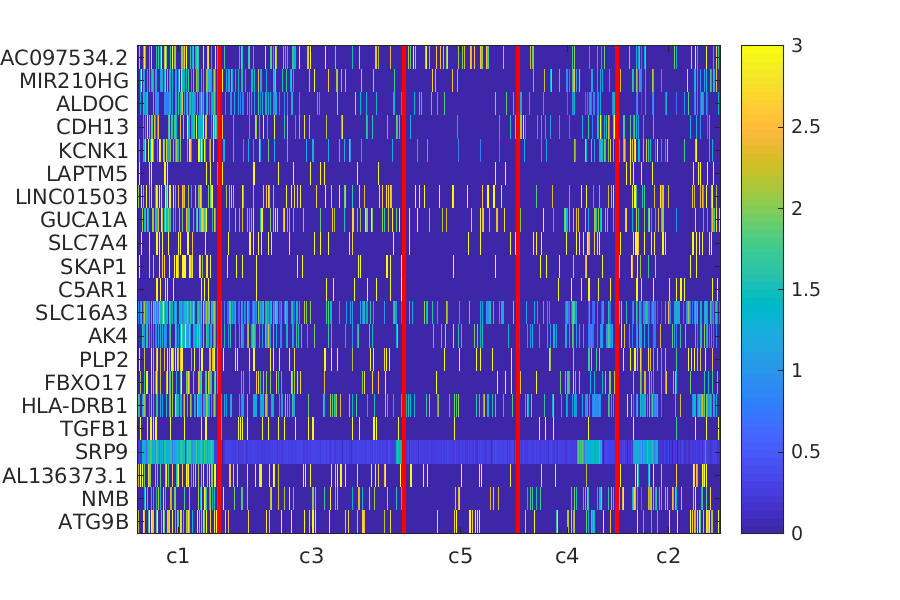 AC097534.2
MIR210HG
ALDOC
CDH13
KCNK1
LAPTM5
LINC01503
GUCA1A
SLC7A4
SKAP1
C5AR1
SLC16A3
AK4
PLP2
FBXO17
HLA-DRB1
TGFB1
SRP9
AL136373.1
NMB
ATG9B
c1 c3 c5 c4 c2
3
2.5
2
1.5
1
0.5
0